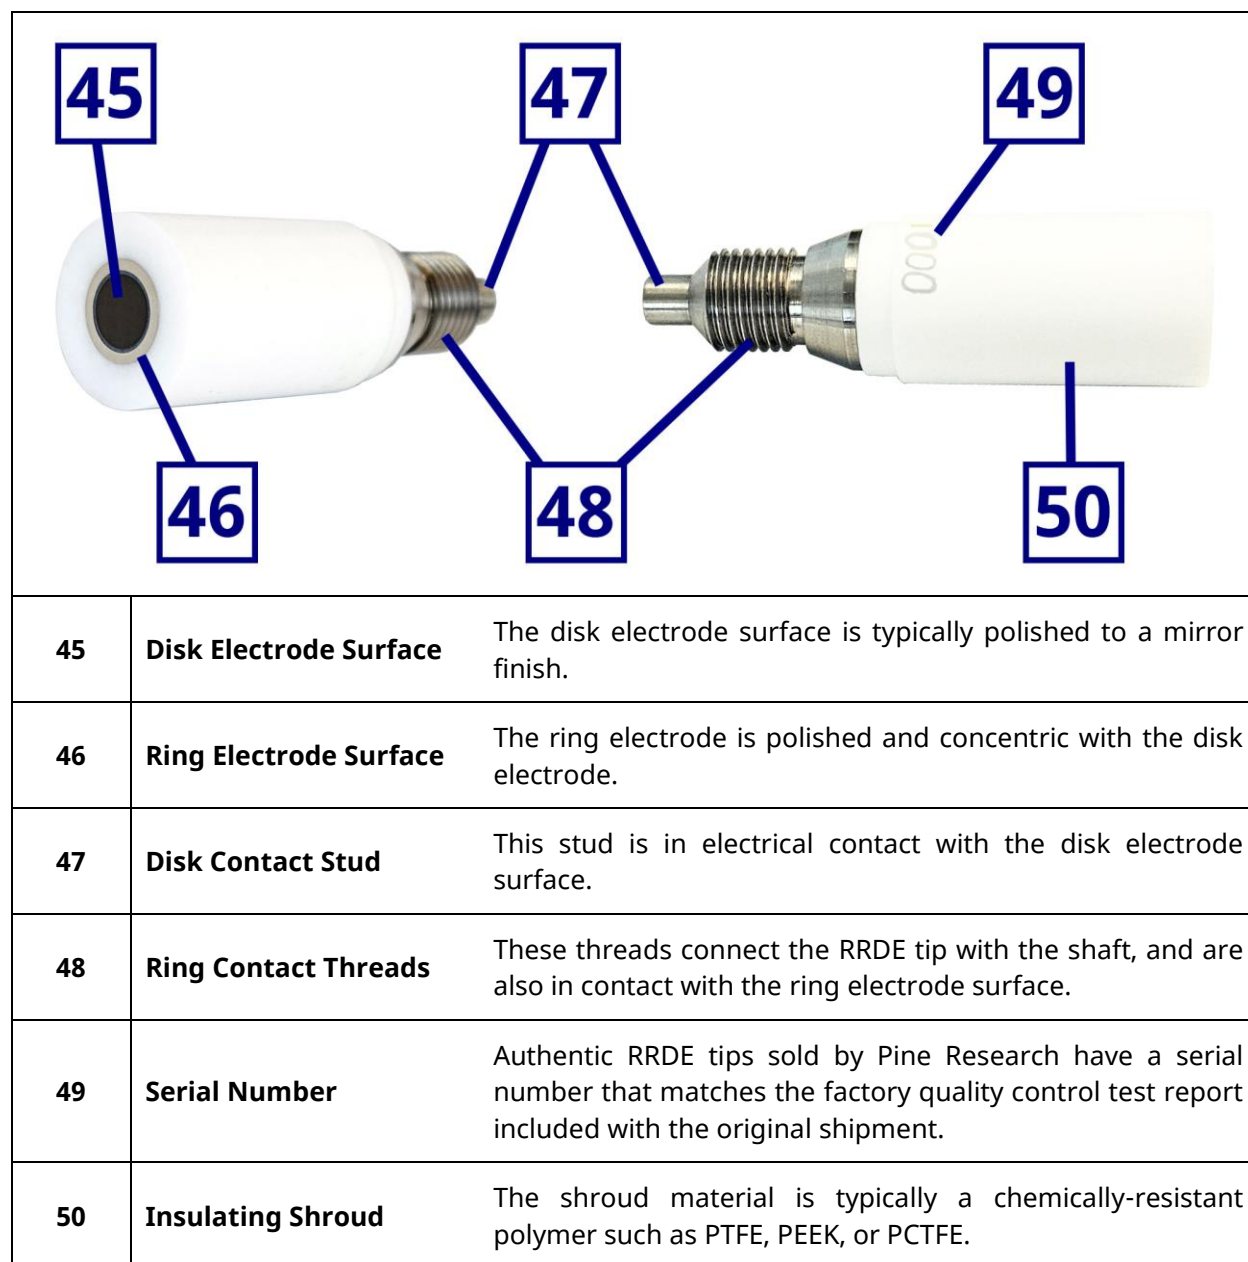 45
47
49
46
48
50
000
45 Disk Electrode Surface The disk electrode surface is typically polished to a mirror
finish.
46 Ring Electrode Surface The ring electrode is polished and concentric with the disk
electrode.
47 Disk Contact Stud This stud is in electrical contact with the disk electrode
surface.
48 Ring Contact Threads These threads connect the RRDE tip with the shaft, and are
also in contact with the ring electrode surface.
49 Serial Number Authentic RRDE tips sold by Pine Research have a serial
number that matches the factory quality control test report
included with the original shipment.
50 Insulating Shroud The shroud material is typically a chemically-resistant
polymer such as PTFE, PEEK, or PCTFE.